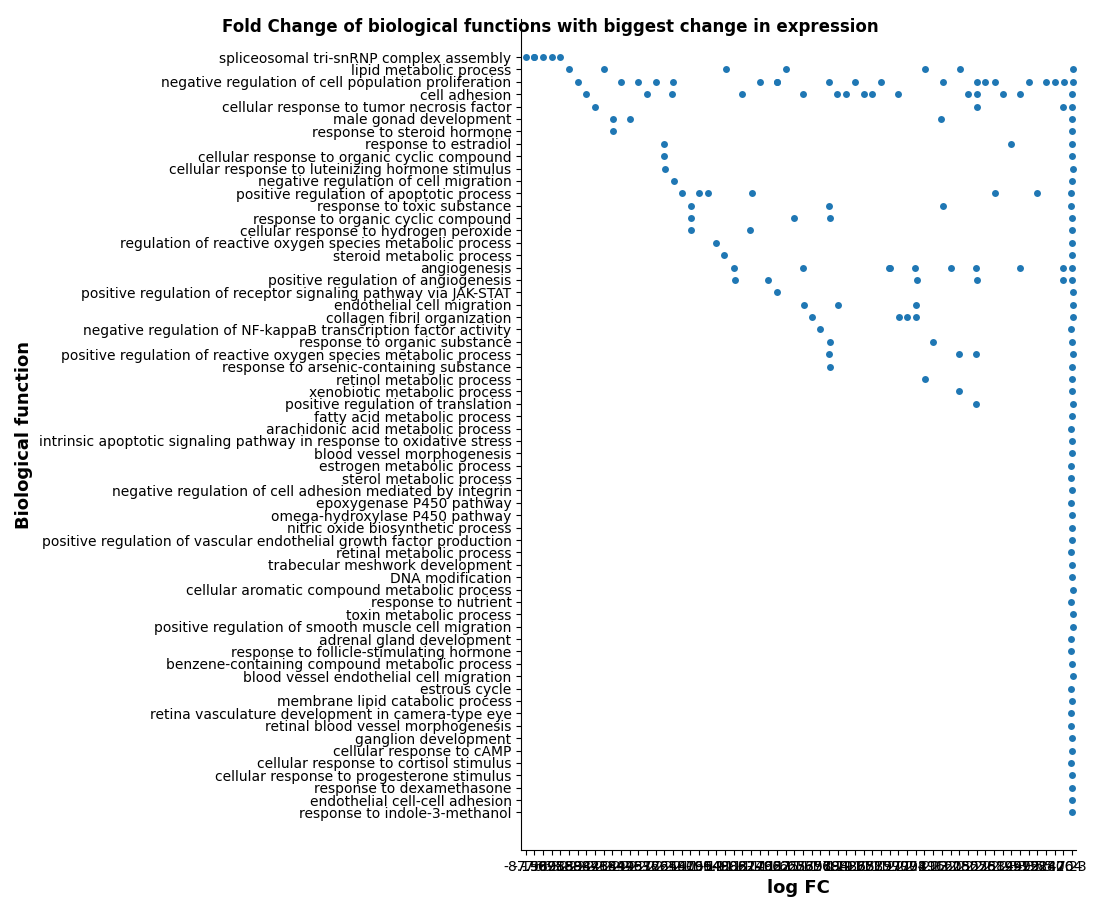 Fold Change of biological functions with biggest change in expression
spliceosomal tri-snRNP complex assembly
lipid metabolic process
negative regulation of cell population proliferation
cell adhesion
cellular response to tumor necrosis factor
male gonad development
response to steroid hormone
response to estradiol
cellular response to organic cyclic compound
cellular response to luteinizing hormone stimulus
negative regulation of cell migration
positive regulation of apoptotic process
response to toxic substance
response to organic cyclic compound
cellular response to hydrogen peroxide
regulation of reactive oxygen species metabolic process
steroid metabolic process
angiogenesis
positive regulation of angiogenesis
positive regulation of receptor signaling pathway via JAK-STAT
endothelial cell migration
collagen fibril organization
negative regulation of NF-kappaB transcription factor activity
response to organic substance
positive regulation of reactive oxygen species metabolic process
response to arsenic-containing substance
retinol metabolic process
xenobiotic metabolic process
positive regulation of translation
fatty acid metabolic process
arachidonic acid metabolic process
intrinsic apoptotic signaling pathway in response to oxidative stress
blood vessel morphogenesis
estrogen metabolic process
sterol metabolic process
negative regulation of cell adhesion mediated by integrin
epoxygenase P450 pathway
omega-hydroxylase P450 pathway
nitric oxide biosynthetic process
positive regulation of vascular endothelial growth factor production
retinal metabolic process
trabecular meshwork development
DNA modification
cellular aromatic compound metabolic process
response to nutrient
toxin metabolic process
positive regulation of smooth muscle cell migration
adrenal gland development
response to follicle-stimulating hormone
benzene-containing compound metabolic process
blood vessel endothelial cell migration
estrous cycle
membrane lipid catabolic process
retina vasculature development in camera-type eye
retinal blood vessel morphogenesis
ganglion development
cellular response to cAMP
cellular response to cortisol stimulus
cellular response to progesterone stimulus
response to dexamethasone
endothelial cell-cell adhesion
response to indole-3-methanol
Biological function
log FC